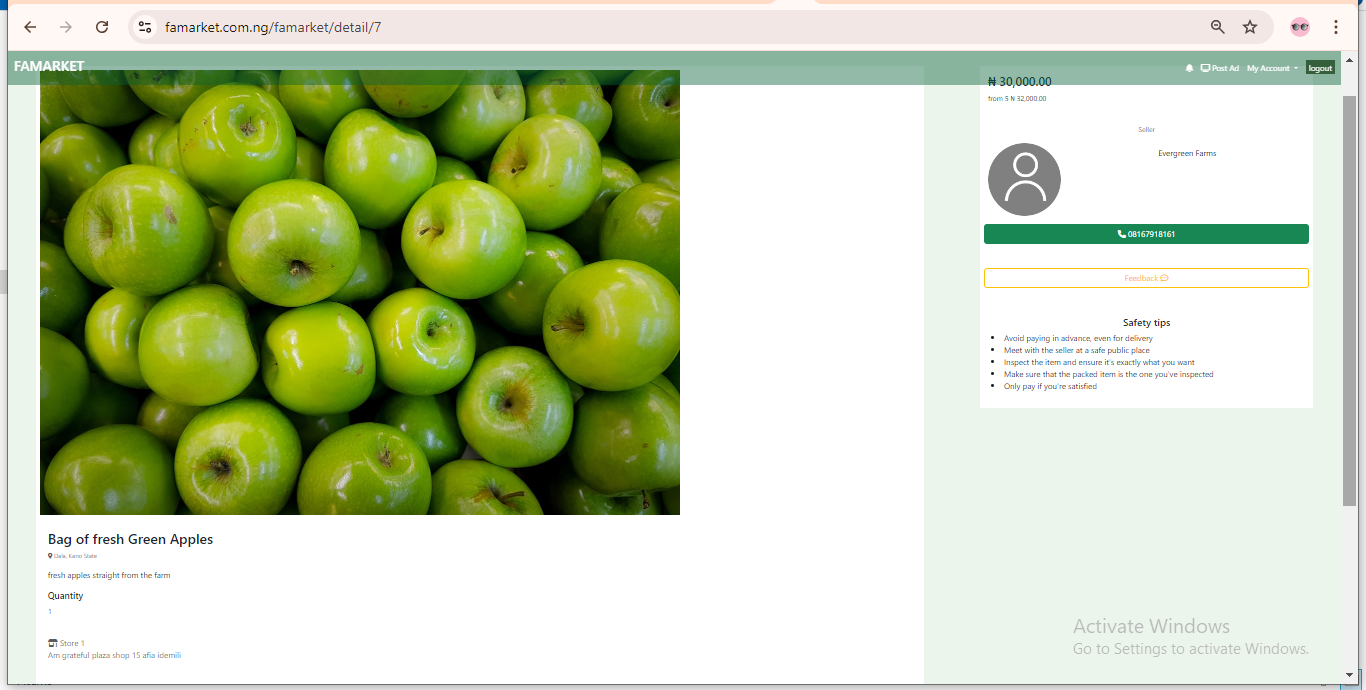 famarket.com.ng/famarket/detail/7
FAMARKET
Post Ad My Account logout
₦ 30,000.00
from 5 ₦ 32,000.00
Seller
Evergreen Farms
08167918161
Feedback
Safety tips
Avoid paying in advance, even for delivery
Meet with the seller at a safe public place
Inspect the item and ensure it's exactly what you want
Make sure that the packed item is the one you've inspected
Only pay if you're satisfied
Bag of fresh Green Apples
Dala, Kano State
fresh apples straight from the farm
Quantity
1
Store 1
Am grateful plaza shop 15 afia idemili
Activate Windows
Go to Settings to activate Windows.